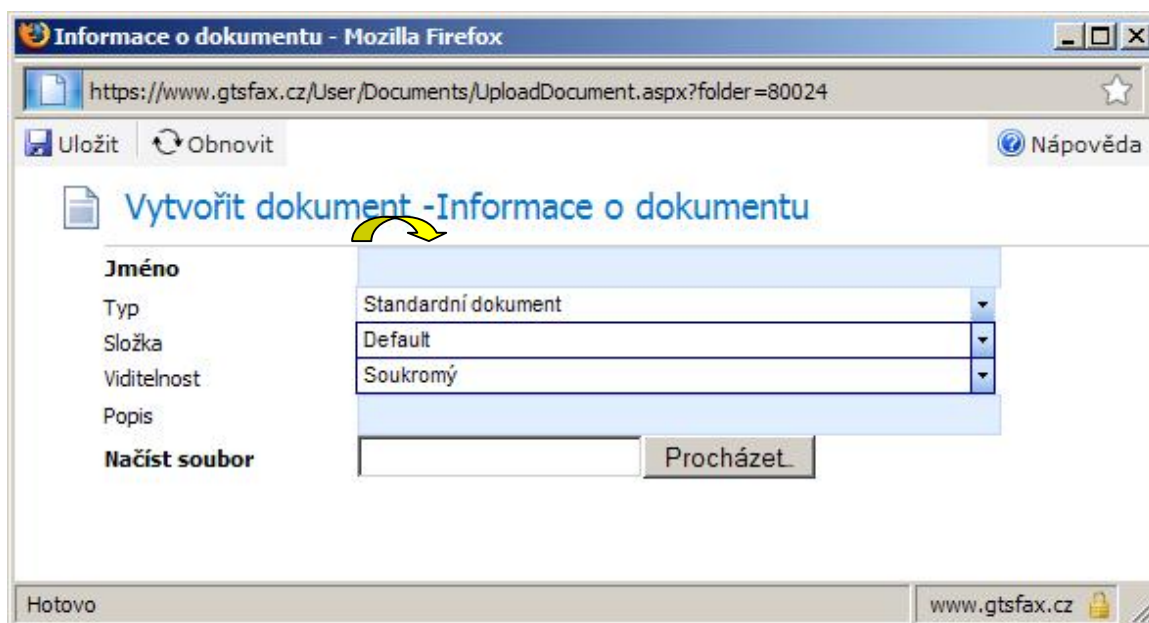 Informace o dokumentu - Mozilla Firefox
https://www.gtsfax.cz/User/Documents/UploadDocument.aspx?folder=80024
Uložit Obnovit Nápověda
Vytvořit dokument -Informace o dokumentu
Jméno
Typ Standardní dokument
Složka Default
Viditelnost Soukromý
Popis
Načíst soubor Procházet...
Hotovo www.gtsfax.cz